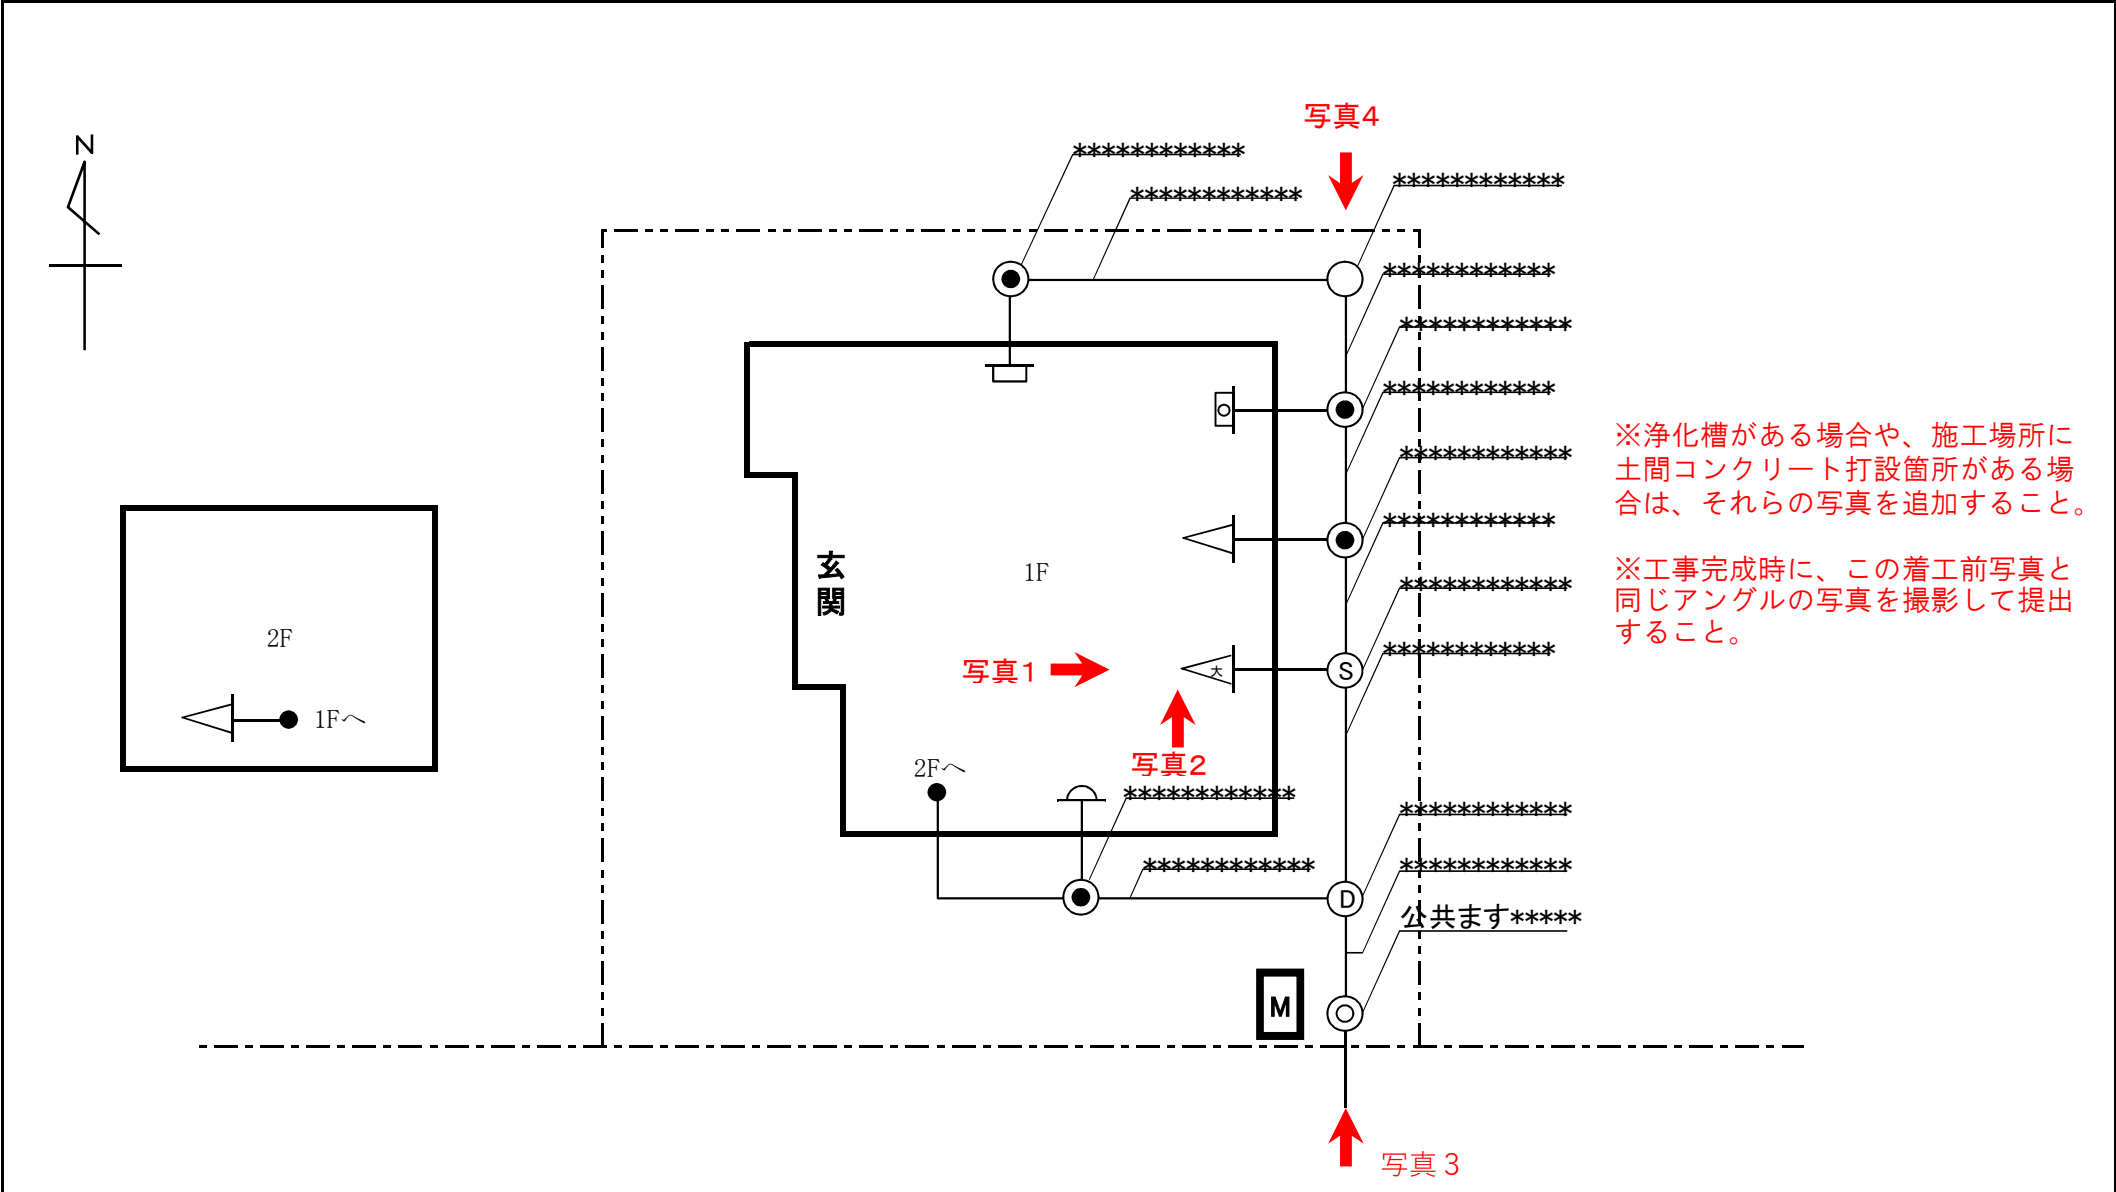 写真4
N
************
************
************
************
************
************
************
※浄化槽がある場合や、施工場所に
土間コンクリート打設箇所がある場
合は、それらの写真を追加すること。
************
※工事完成時に、この着工前写真と
同じアングルの写真を撮影して提出
すること。
玄関
1F
************
2F
************
写真1
大
S
1Fへ
写真2
2Fへ
************
************
************
************
D
公共ます*****
M
写真３